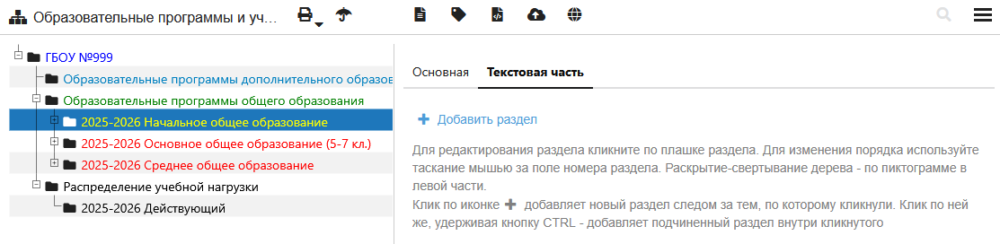 Образовательные программы и уч...
ГБОУ №999
Образовательные программы дополнительного образов
Образовательные программы общего образования
2025-2026 Начальное общее образование
2025-2026 Основное общее образование (5-7 кл.)
2025-2026 Среднее общее образование
Распределение учебной нагрузки
2025-2026 Действующий
Основная Текстовая часть
Добавить раздел
Для редактирования раздела кликните по плашке раздела. Для изменения порядка используйте
таскание мышью за поле номера раздела. Раскрытие-свертывание дерева - по пиктограмме в
левой части.
Клик по иконке + добавляет новый раздел следом за тем, по которому кликнули. Клик по ней
же, удерживая кнопку CTRL - добавляет подчиненный раздел внутри кликнутого